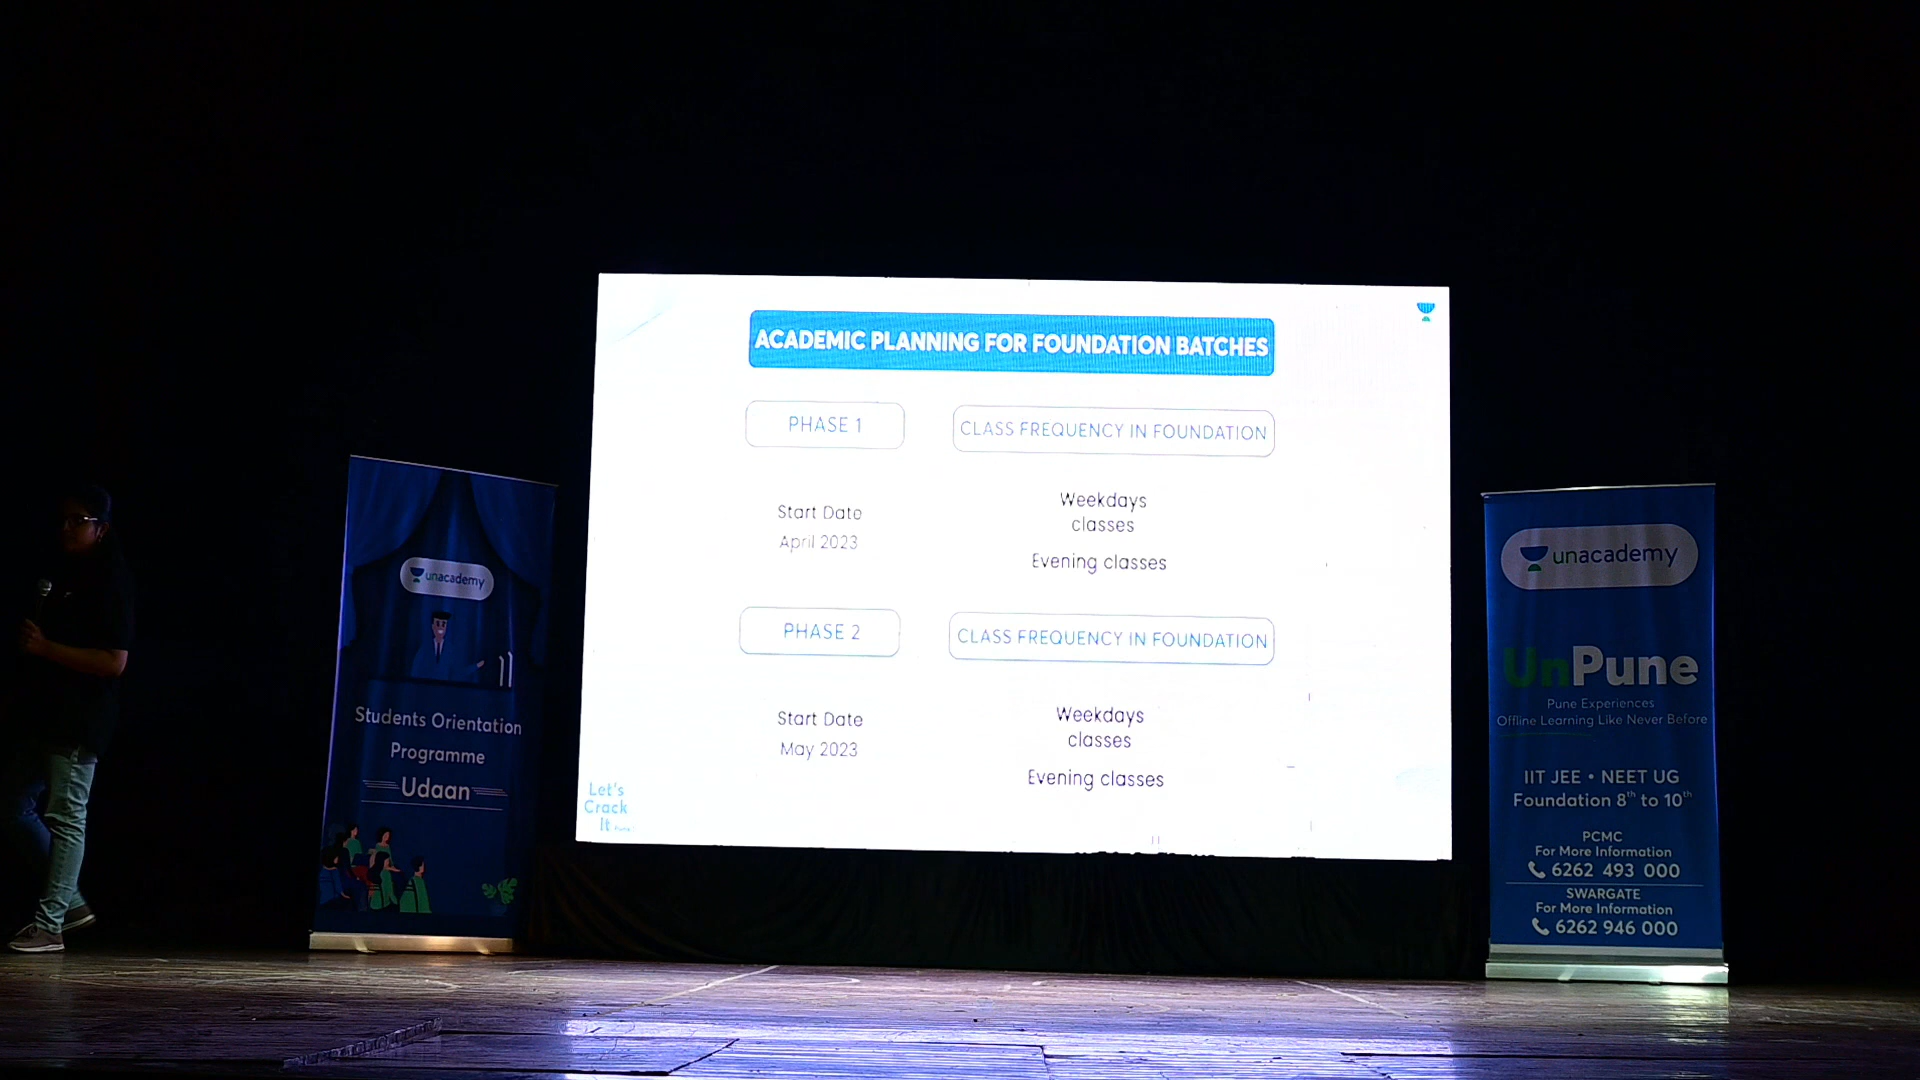 ACADEMIC PLANNING FOR FOUNDATION BATCHES
PHASE 1
CLASS FREQUENCY IN FOUNDATION
Start Date
April 2023
Weekdays
classes
Evening classes
PHASE 2
CLASS FREQUENCY IN FOUNDATION
Start Date
May 2023
Weekdays
classes
Evening classes
Let's
Crack
It
unacademy
Students Orientation
Programme
Udaan
unacademy
UnPune
Pune Experiences
Offline Learning Like Never Before
IIT JEE • NEET UG
Foundation 8th to 10th
PCMC
For More Information
6262 493 000
SWARGATE
For More Information
6262 946 000